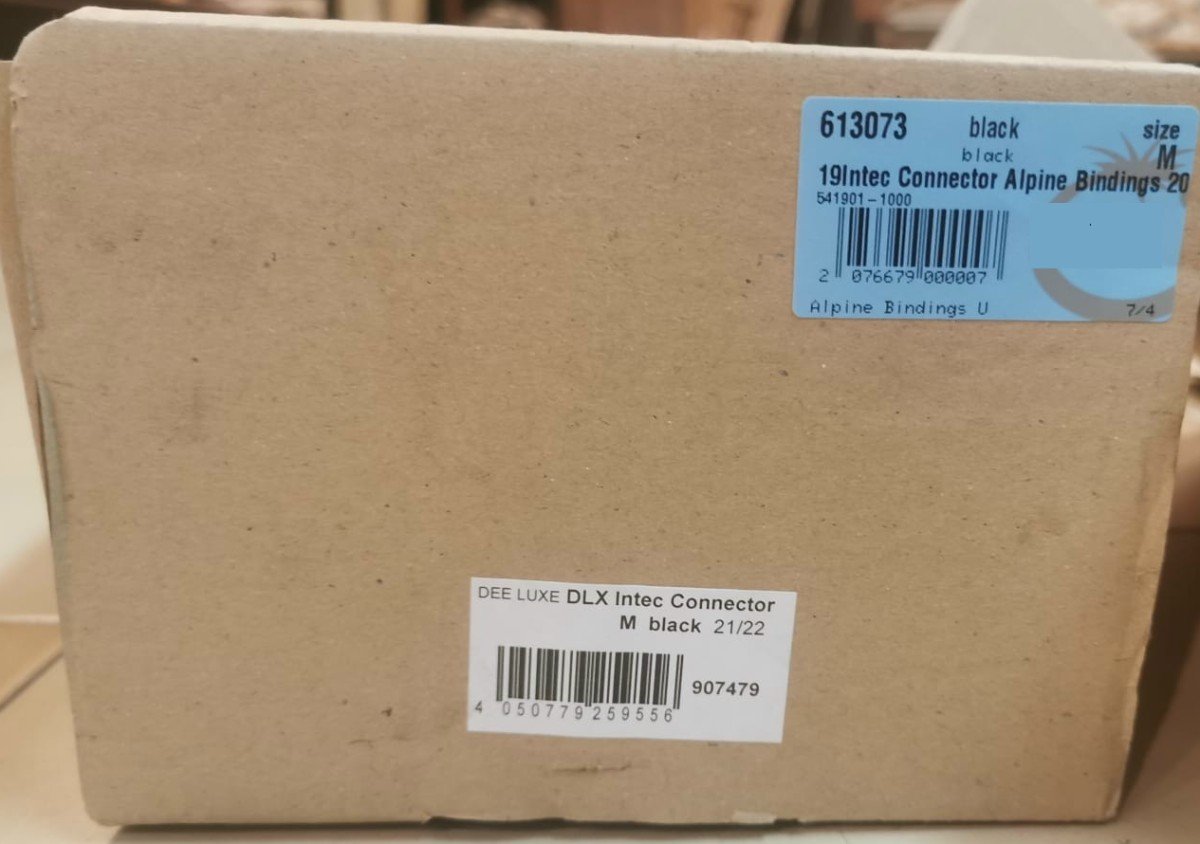 613073 black size
black M
19Intec Connector Alpine Bindings 20
541901-1000
2 076679 000007
Alpine Bindings U 7/4
DEE LUXE DLX Intec Connector
M black 21/22
907479
4 050779 259556